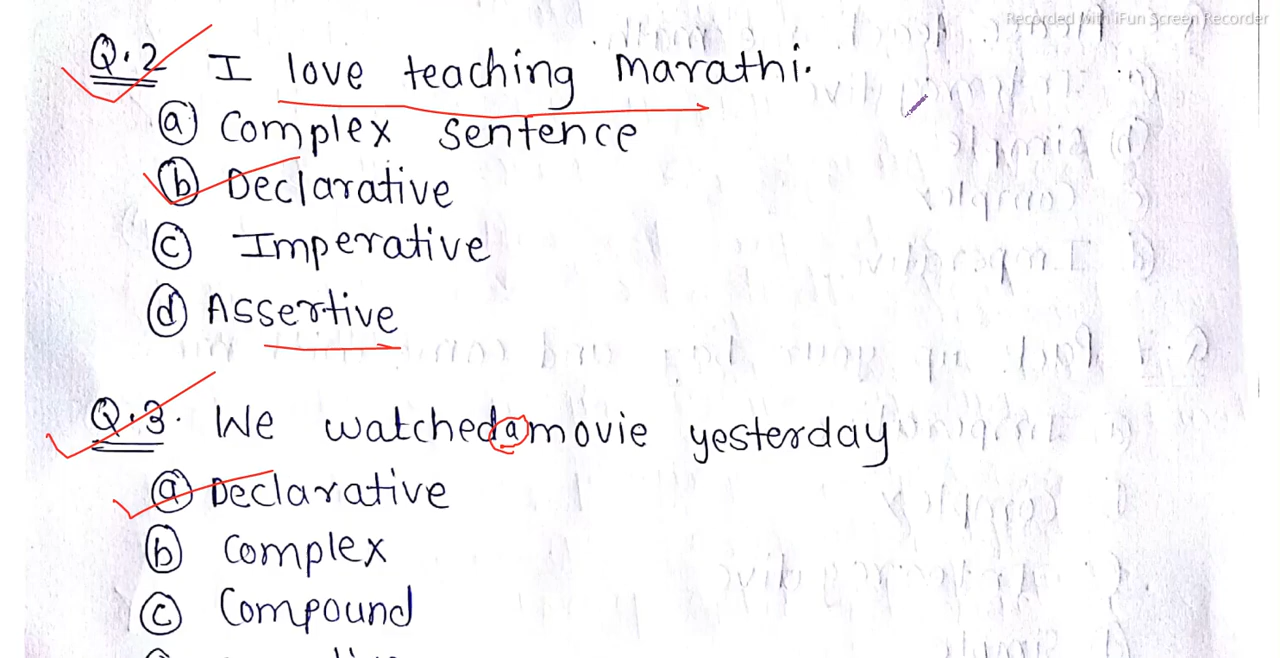 Recorded with iFun Screen Recorder
Q.2 I love teaching marathi.
(a) Complex sentence
(b) Declarative
(c) Imperative
(d) Assertive
Q.3. We watched a movie yesterday
(a) Declarative
(b) Complex
(c) Compound